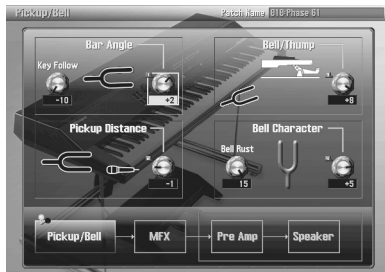 Pickup/Bell
Patch Name 010:Phase 61
Bar Angle
Key Follow
-10
+2
Bell/Thump
+8
Pickup Distance
-1
Bell Character
Bell Rust
15
+5
Pickup/Bell
MFX
Pre Amp
Speaker